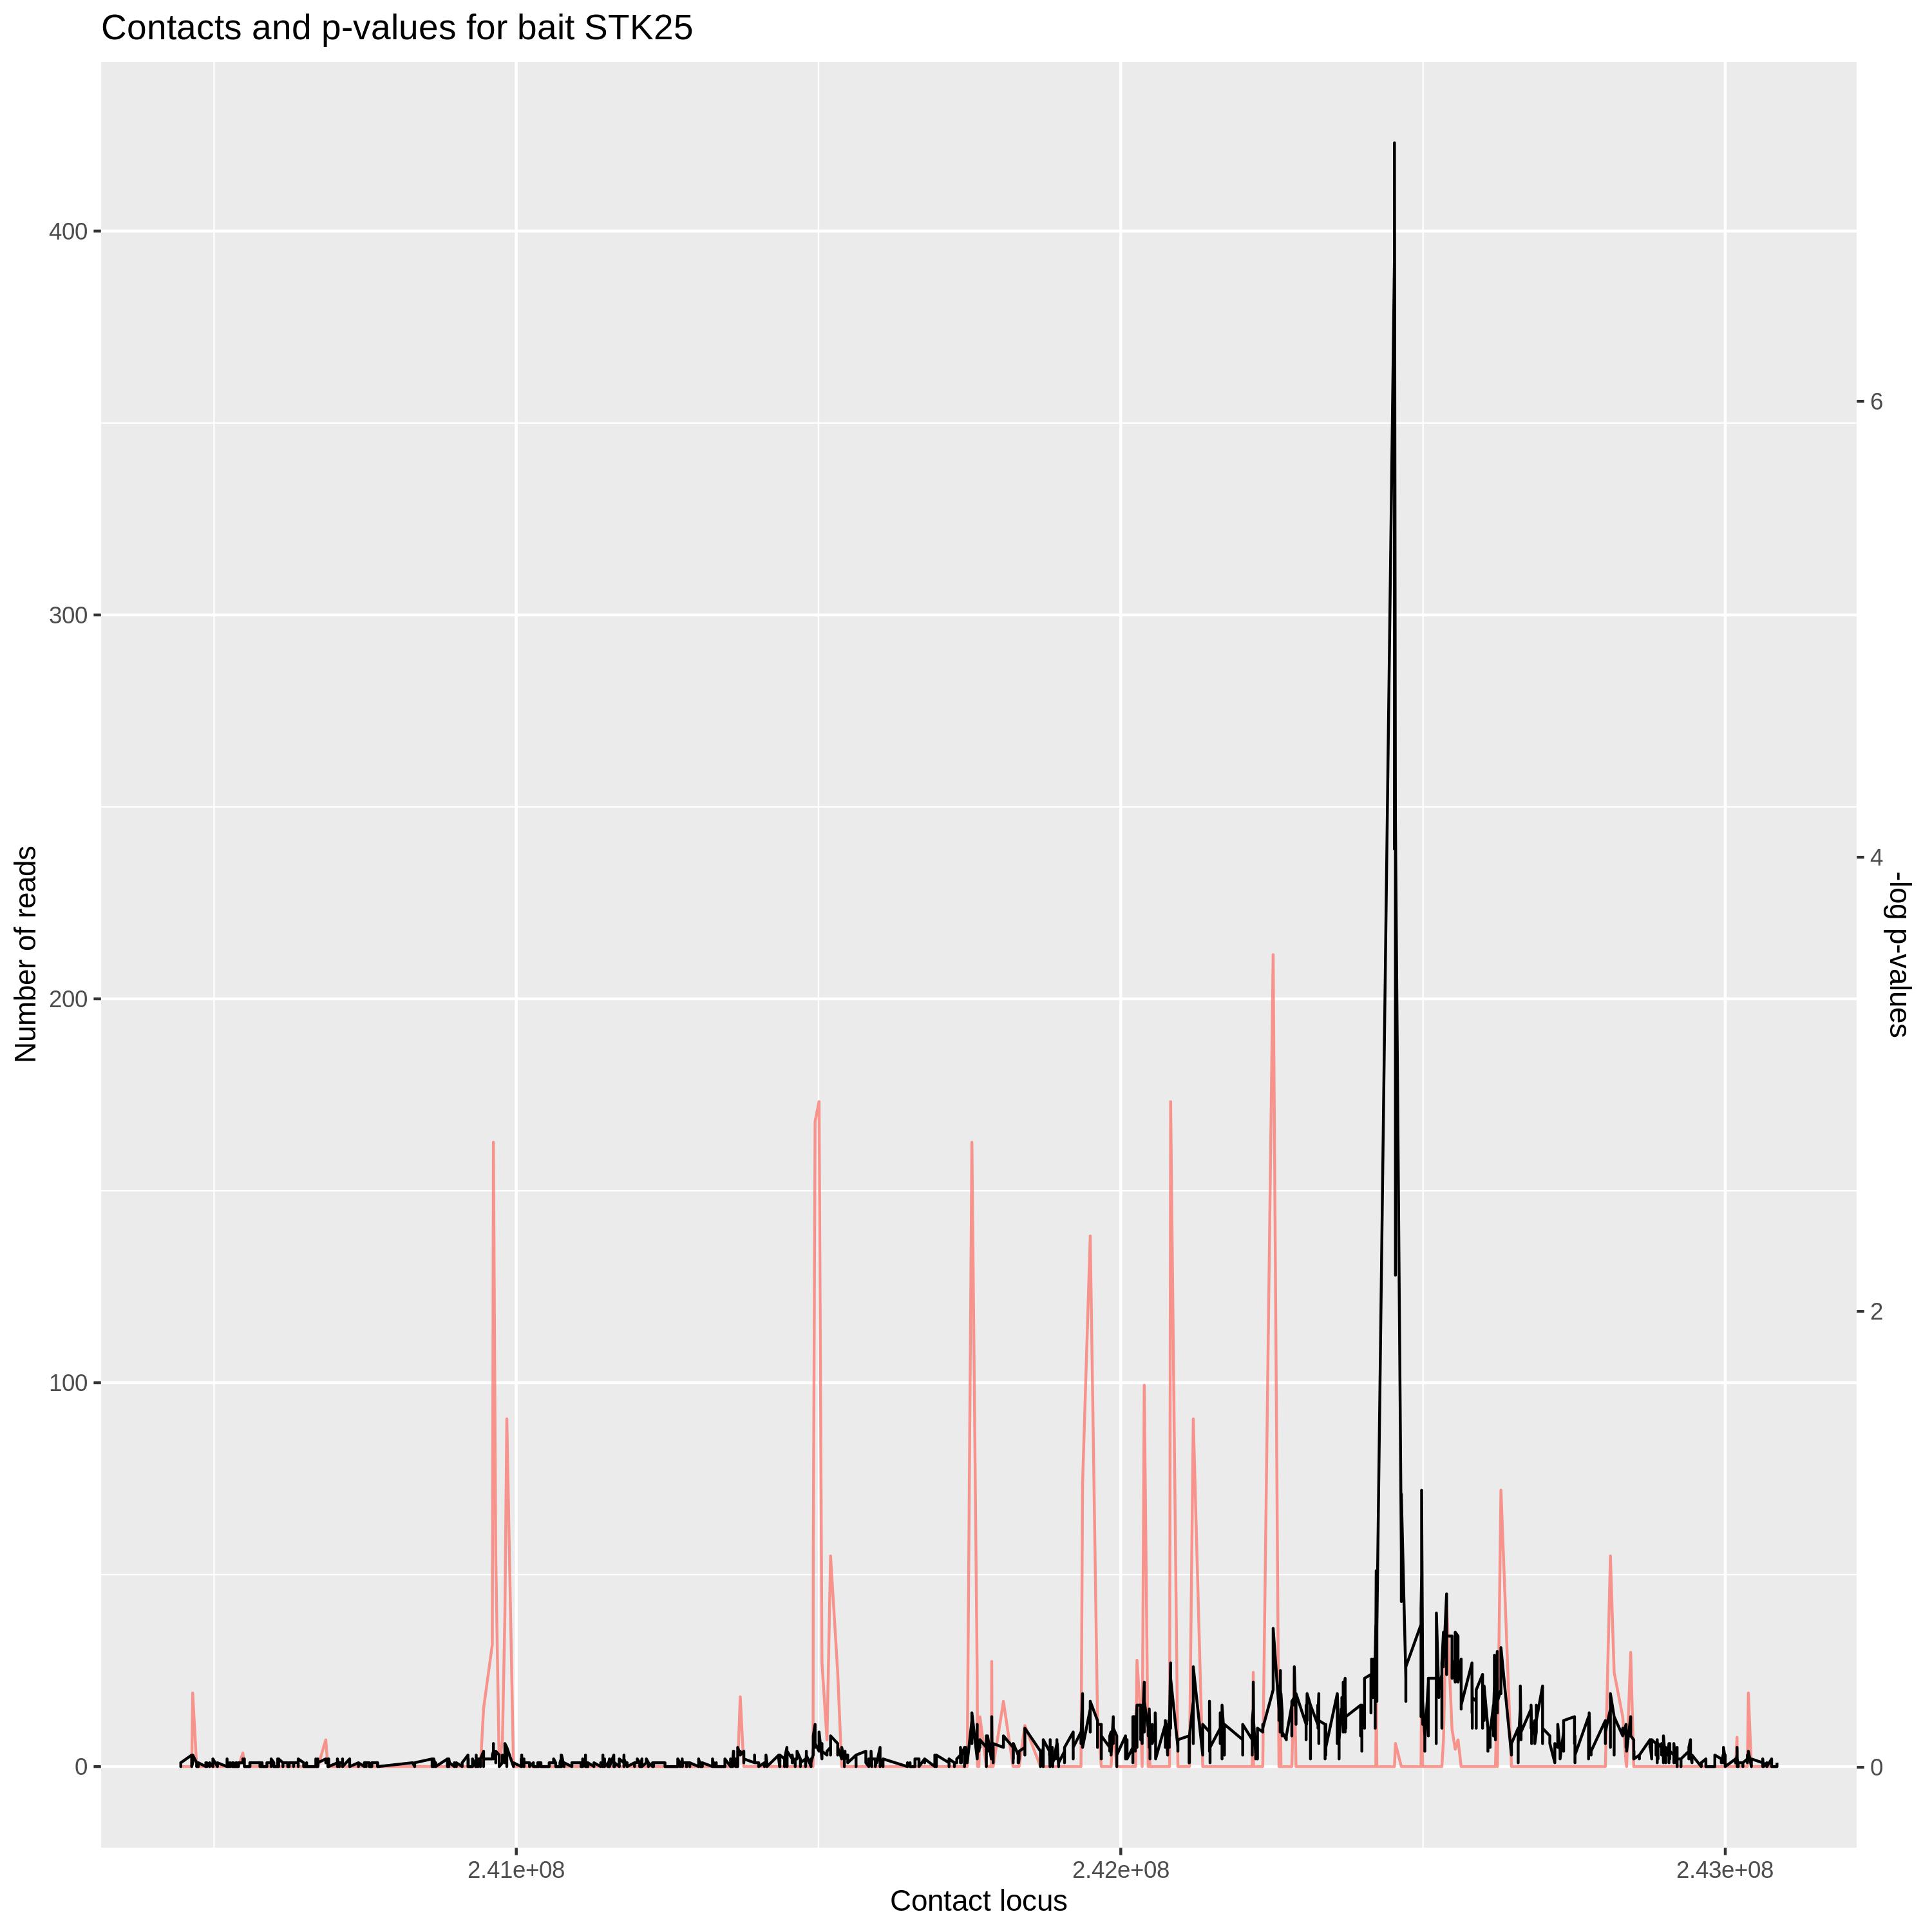 Contacts and p-values for bait STK25
Number of reads
400
300
200
100
0
6
4
2
0
-log p-values
2.41e+08
2.42e+08
2.43e+08
Contact locus